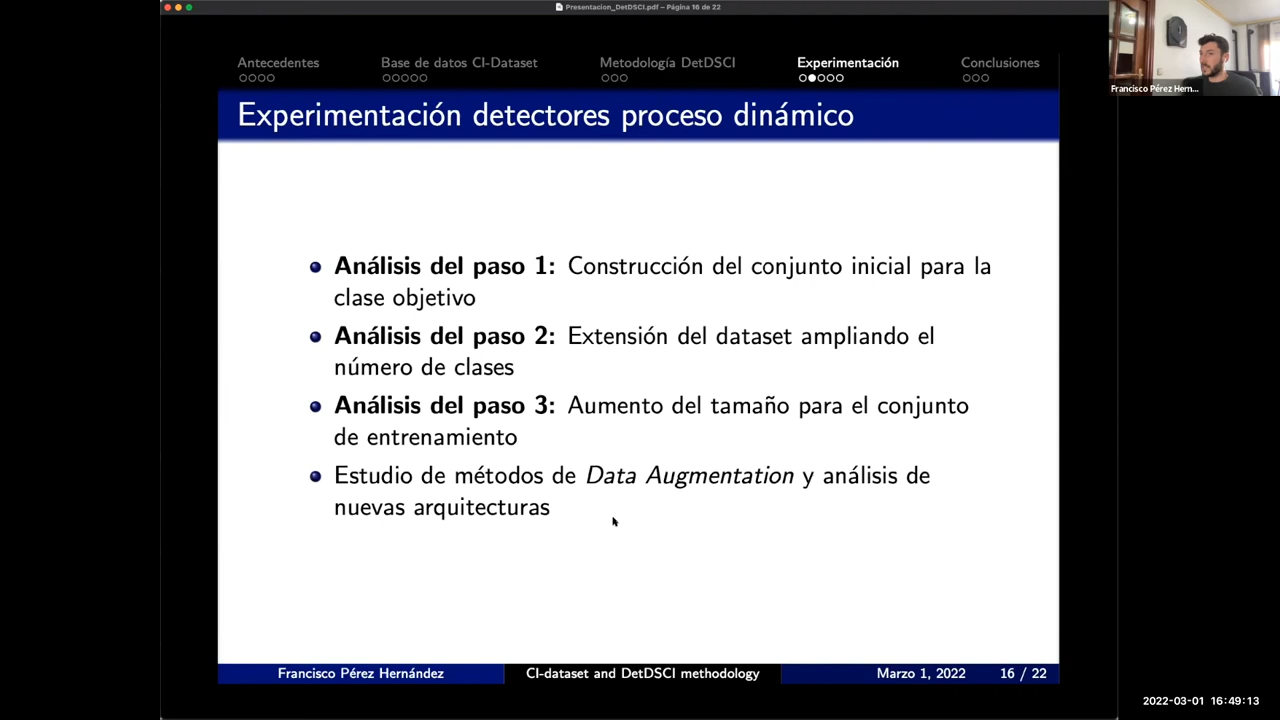 Presentacion_DetDSCI.pdf – Página 16 de 22
Antecedentes Base de datos CI-Dataset Metodología DetDSCI Experimentación Conclusiones
Francisco Pérez Hern...
Experimentación detectores proceso dinámico
Análisis del paso 1: Construcción del conjunto inicial para la
clase objetivo
Análisis del paso 2: Extensión del dataset ampliando el
número de clases
Análisis del paso 3: Aumento del tamaño para el conjunto
de entrenamiento
Estudio de métodos de Data Augmentation y análisis de
nuevas arquitecturas
Francisco Pérez Hernández CI-dataset and DetDSCI methodology Marzo 1, 2022 16 / 22
2022-03-01 16:49:13